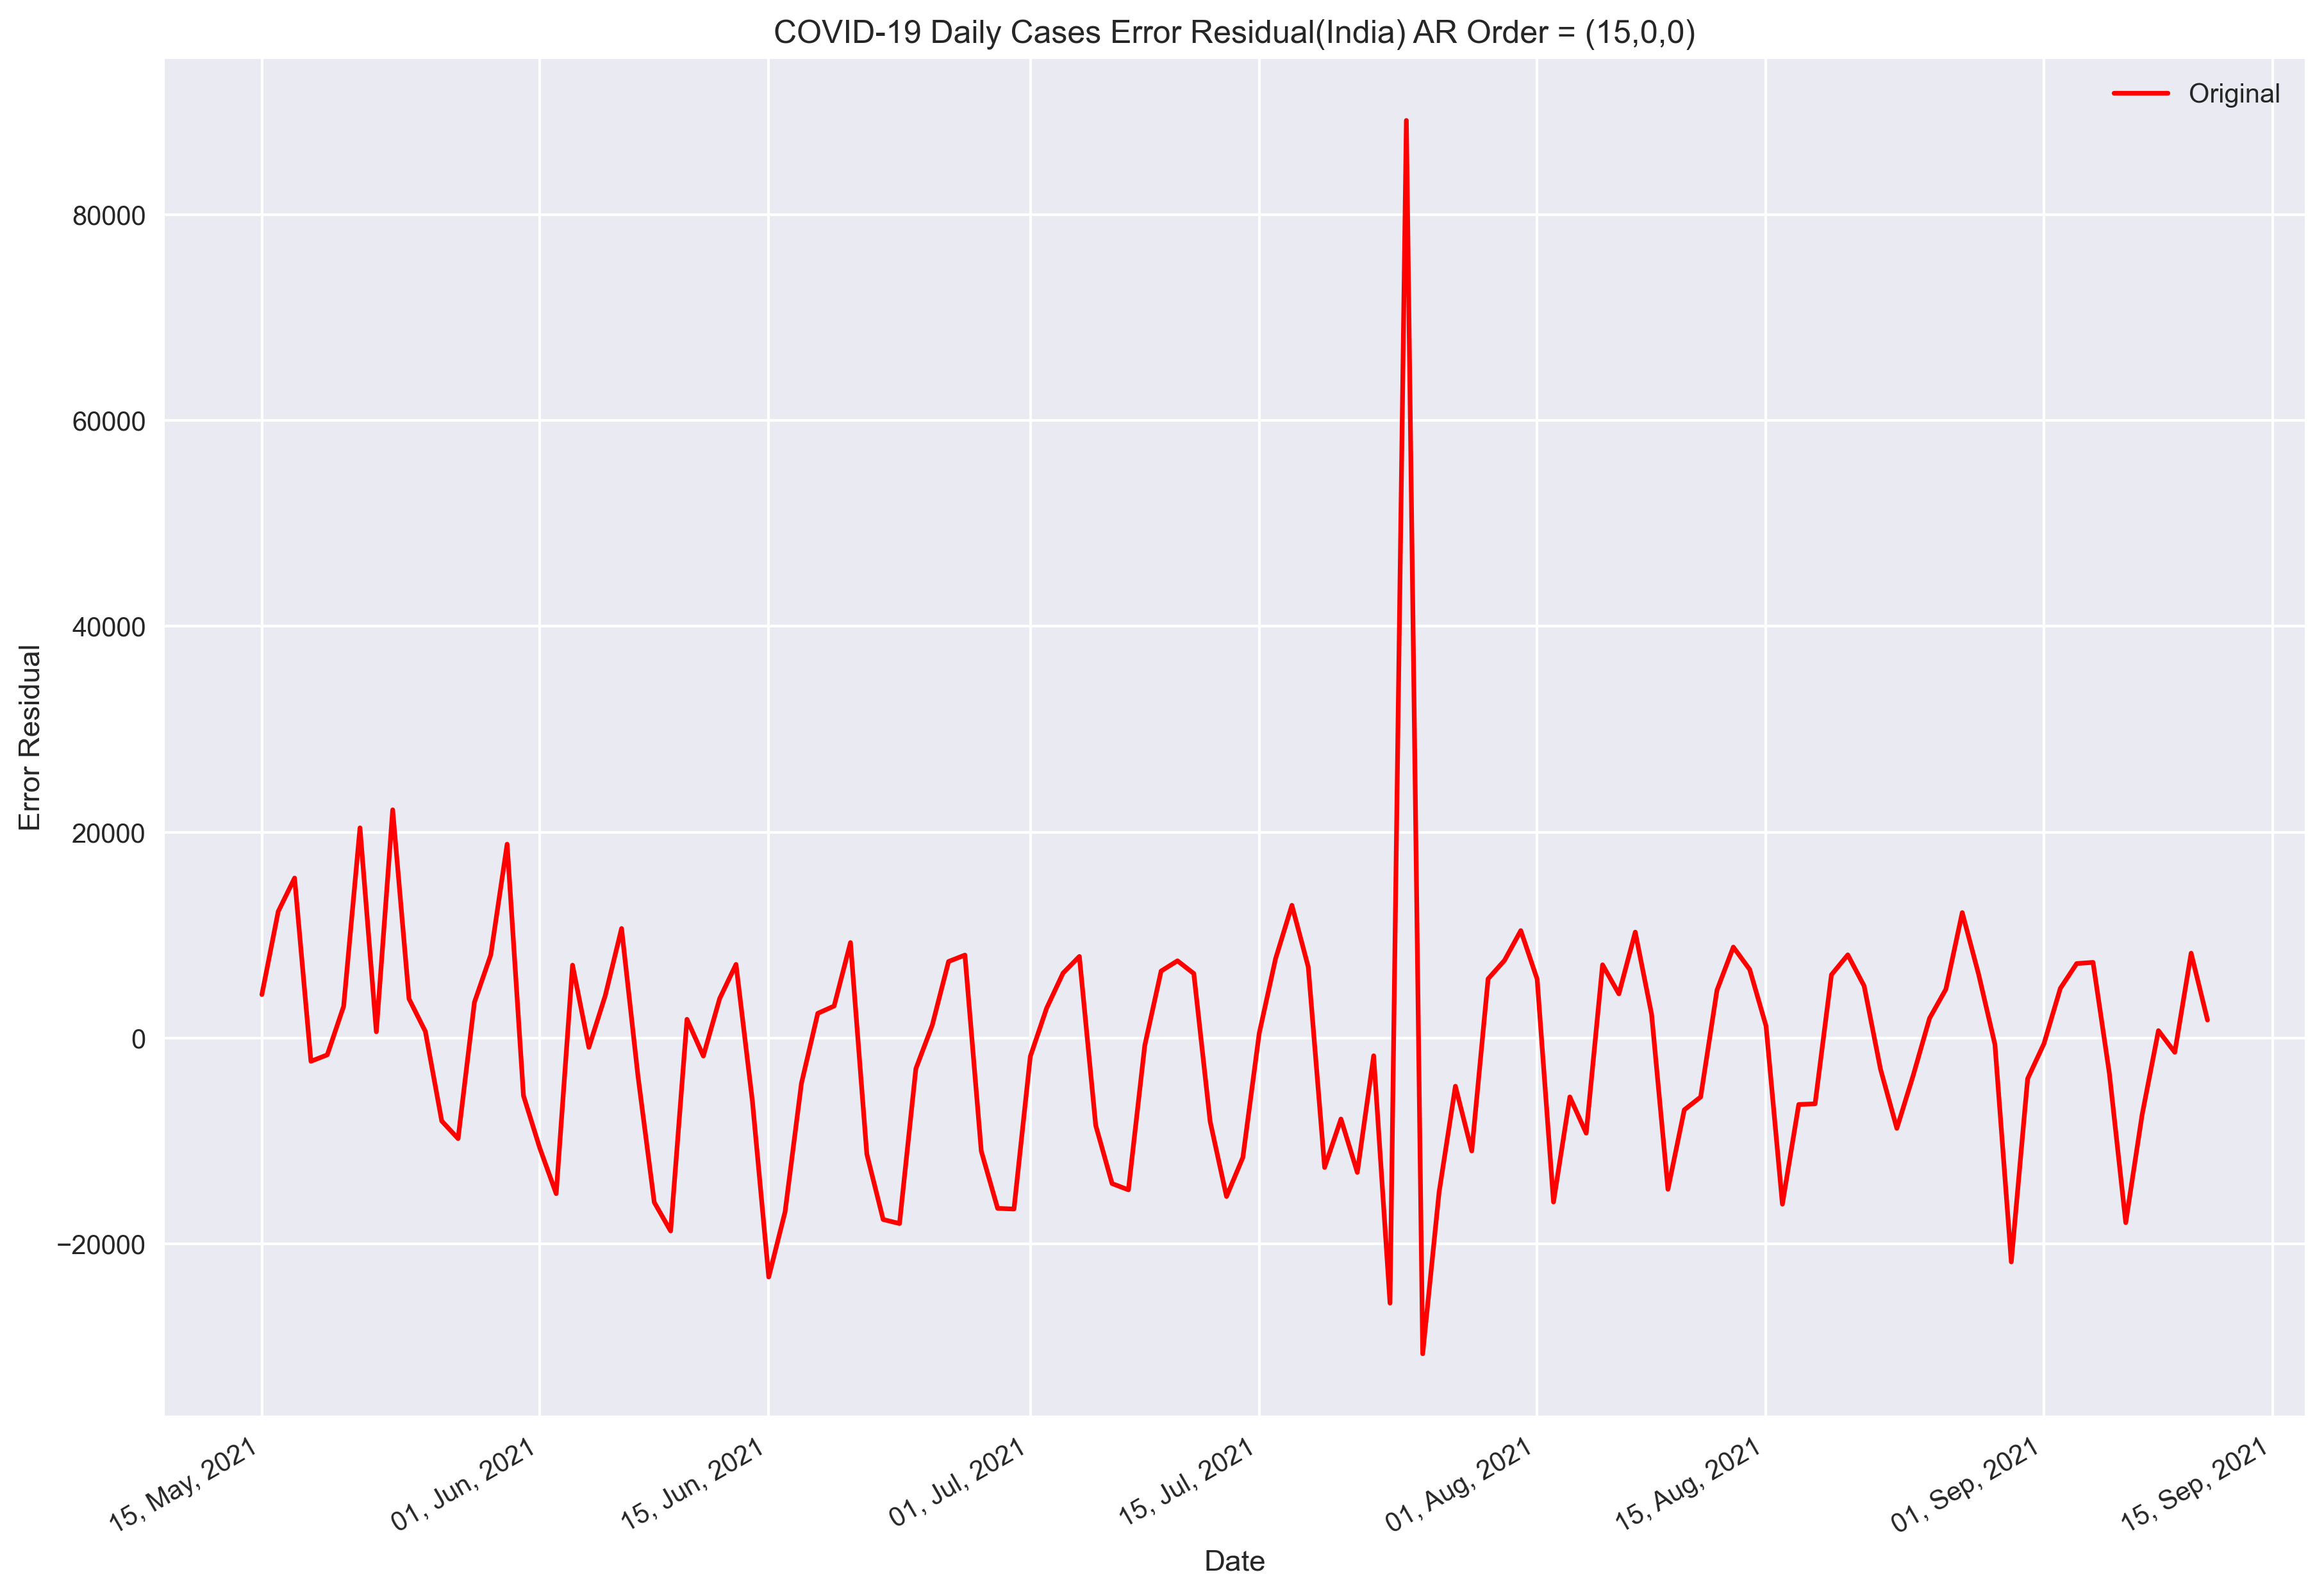 COVID-19 Daily Cases Error Residual(India) AR Order = (15,0,0)
Original
80000
60000
40000
20000
0
−20000
Error Residual
15, May, 2021
01, Jun, 2021
15, Jun, 2021
01, Jul, 2021
15, Jul, 2021
01, Aug, 2021
15, Aug, 2021
01, Sep, 2021
15, Sep, 2021
Date